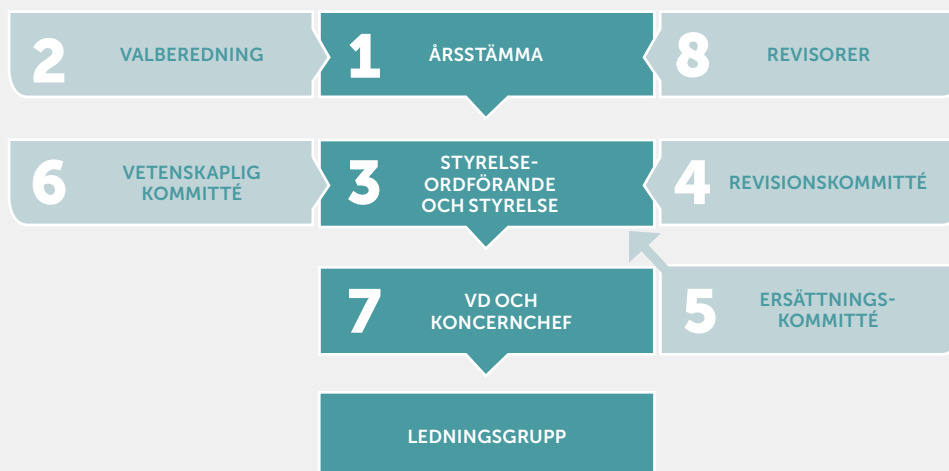 2 VALBEREDNING
1 ÅRSSTÄMMA
8 REVISORER
6 VETENSKAPLIG
KOMMITTÉ
3 STYRELSE-
ORDFÖRANDE
OCH STYRELSE
4 REVISIONSKOMMITTÉ
7 VD OCH
KONCERNCHEF
5 ERSÄTTNINGS-
KOMMITTÉ
LEDNINGSGRUPP